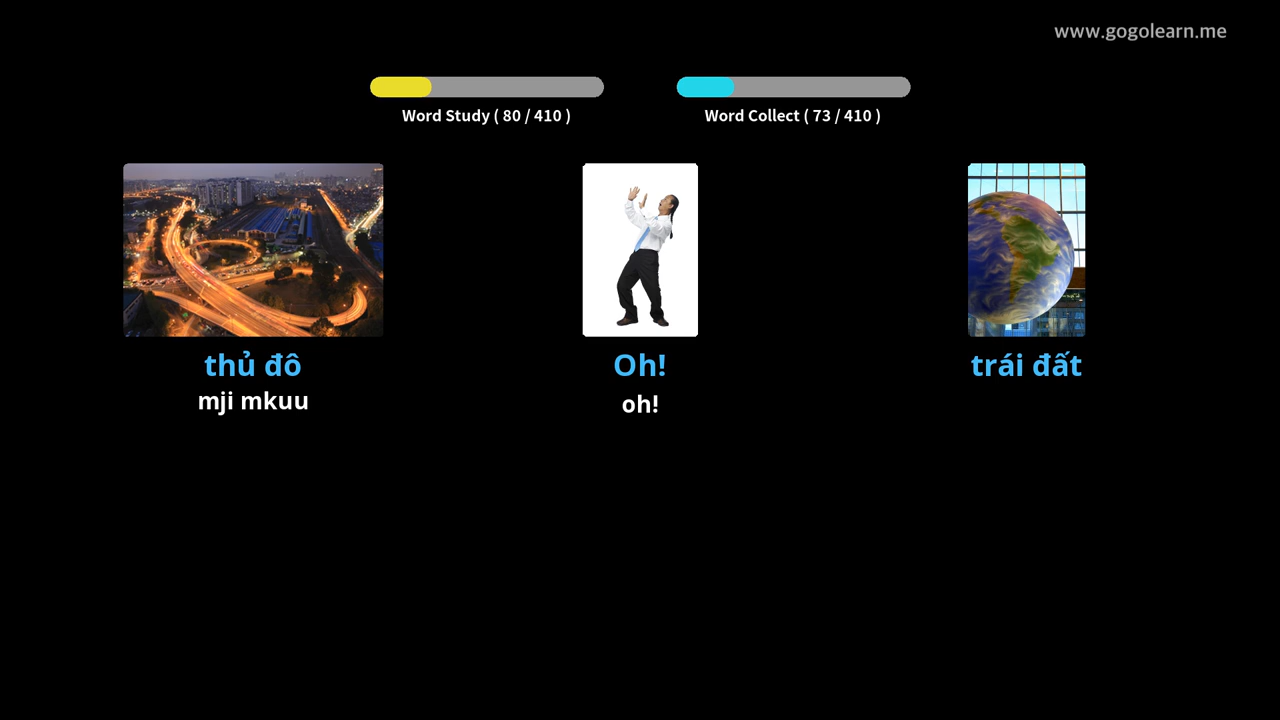 www.gogolearn.me
Word Study ( 80 / 410 )
Word Collect ( 73 / 410 )
thủ đô
mji mkuu
Oh!
oh!
trái đất